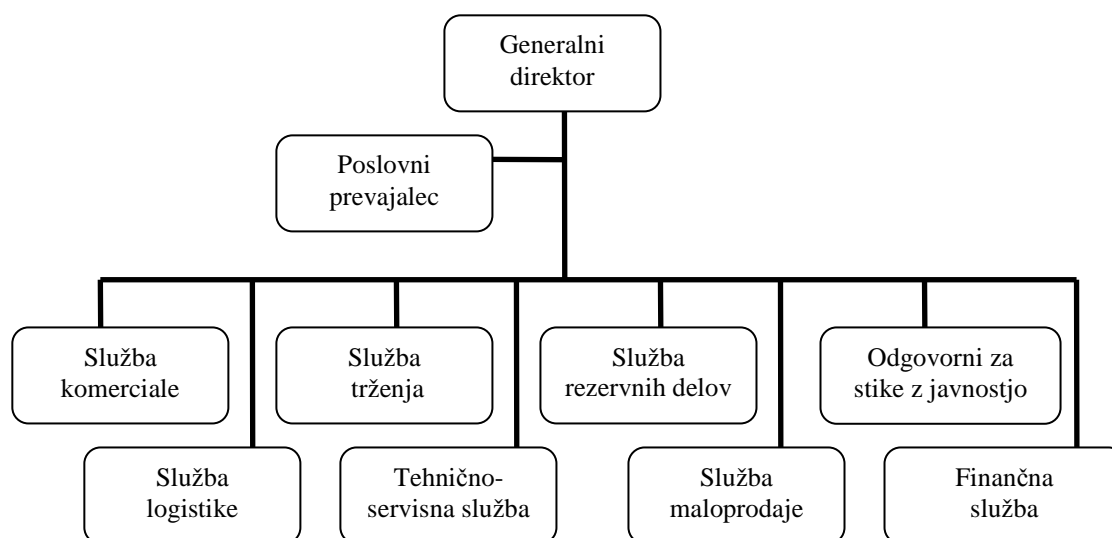 Generalni
direktor
Poslovni
prevajalec
Služba
komerciale
Služba
trženja
Služba
rezervnih delov
Odgovorni za
stike z javnostjo
Služba
logistike
Tehnično-
servisna služba
Služba
maloprodaje
Finančna
služba